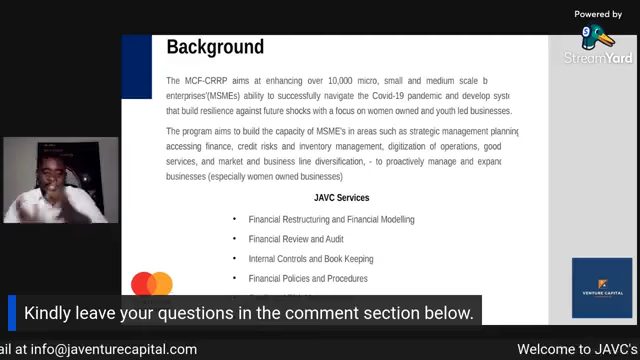 Powered by
StreamYard
Background
The MCF-CRRP aims at enhancing over 10,000 micro, small and medium scale b
enterprises'(MSMEs) ability to successfully navigate the Covid-19 pandemic and develop syst
that build resilience against future shocks with a focus on women owned and youth led businesses.
The program aims to build the capacity of MSME's in areas such as strategic management planning
accessing finance, credit risks and inventory management, digitization of operations, good
services, and market and business line diversification, - to proactively manage and expand
businesses (especially women owned businesses)
JAVC Services
• Financial Restructuring and Financial Modelling
• Financial Review and Audit
• Internal Controls and Book Keeping
• Financial Policies and Procedures
VENTURE CAPITAL
Kindly leave your questions in the comment section below.
ail at info@javenturecapital.com
Welcome to JAVC's